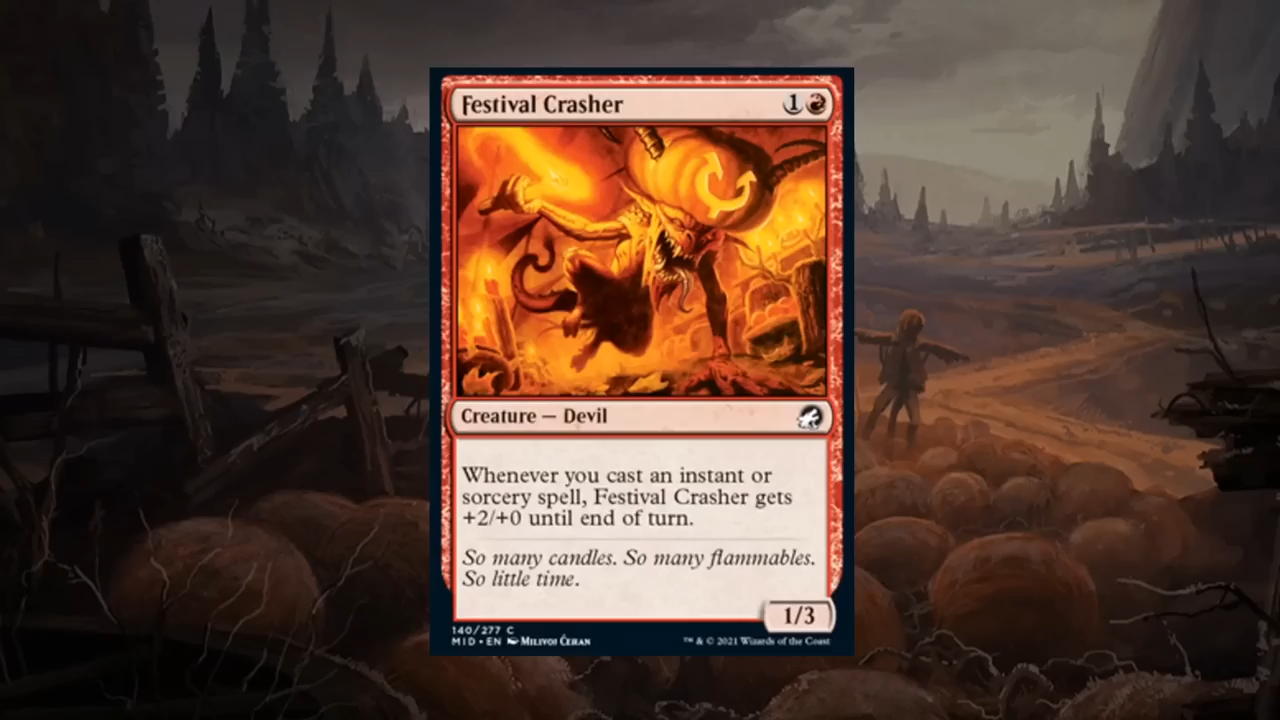 Festival Crasher 1
Creature — Devil
Whenever you cast an instant or
sorcery spell, Festival Crasher gets
+2/+0 until end of turn.
So many candles. So many flammables.
So little time.
1/3
140/277 C
MID • EN Milivoj Ćeran
™ & © 2021 Wizards of the Coast